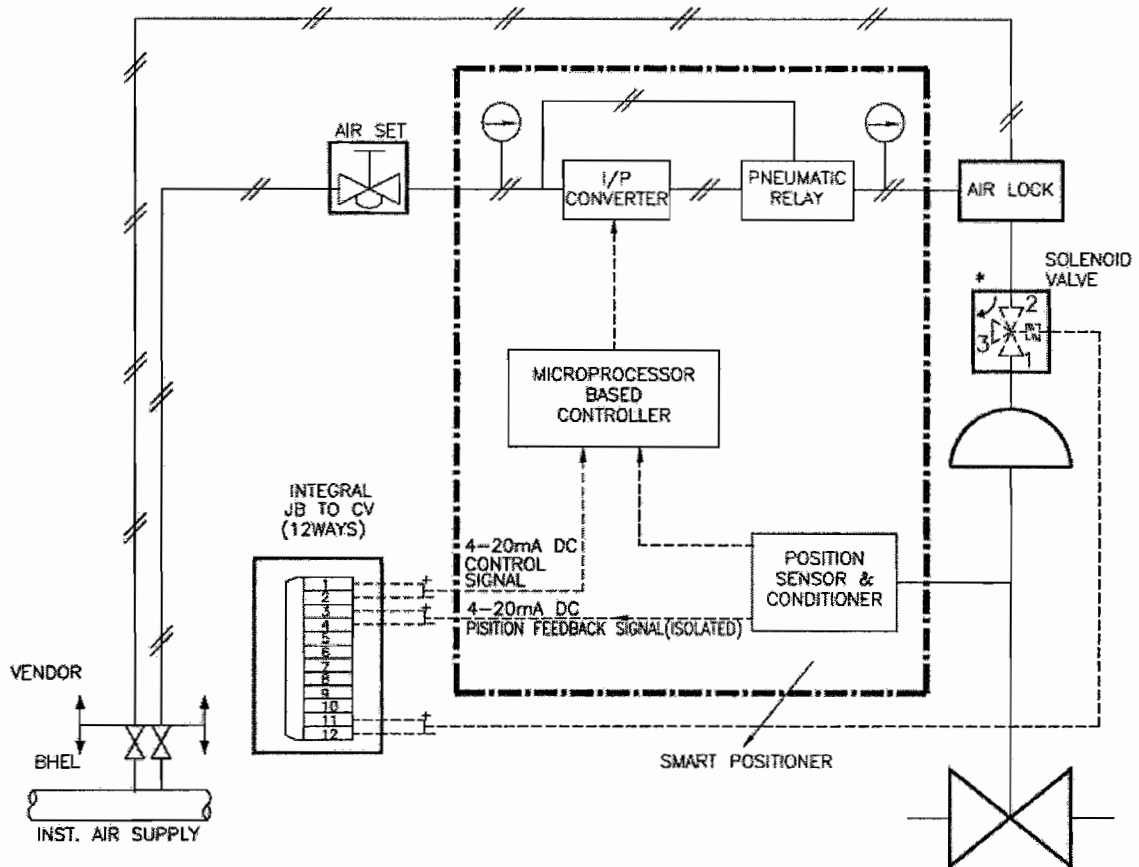 AIR SET
I/P
CONVERTER
PNEUMATIC
RELAY
AIR LOCK
SOLENOID
VALVE
*
2
3
1
MICROPROCESSOR
BASED
CONTROLLER
INTEGRAL
JB TO CV
(12WAYS)
4-20mA DC
CONTROL
SIGNAL
1
2
3
4
5
6
7
8
9
10
11
12
+
-
+
-
+
-
4-20mA DC
PISITION FEEDBACK SIGNAL(ISOLATED)
POSITION
SENSOR &
CONDITIONER
VENDOR
BHEL
SMART POSITIONER
INST. AIR SUPPLY